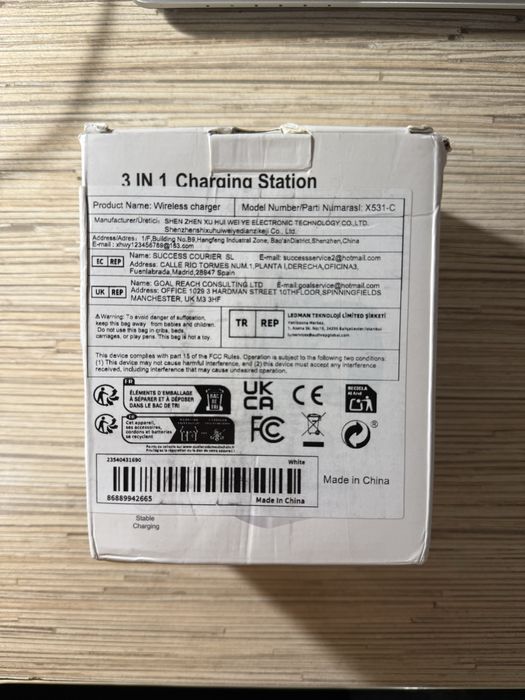 3 IN 1 Charging Station
Product Name: Wireless charger
Model Number/Parti Numarasl: X531-C
Manufacturer/Üretici: SHEN ZHEN XU HUI WEI YE ELECTRONIC TECHNOLOGY CO.,LTD.
Shenzhenshixuhuiweiyedianzikeji Co., Ltd.
Address/Adres: 1/F,Building No.B9,Hangfeng Industrial Zone, Bao'anDistrict,Shenzhen,China
E-mail: xhwy123456789@163.com
EC REP
Name: SUCCESS COURIER SL E-mail: successservice2@hotmail.com
Address: CALLE RIO TORMES NUM.1,PLANTA I,DERECHA,OFICINA3,
Fuenlabrada,Madrid,28947 Spain
UK REP
Name: GOAL REACH CONSULTING LTD E-mail:goalservice@hotmail.com
Address: OFFICE 1029 3 HARDMAN STREET 10THFLOOR,SPINNINGFIELDS
MANCHESTER, UK M3 3HF
Warning: To avoid danger of suffocation,
keep this bag away from babies and children.
Do not use this bag in cribs, beds,
carriages, or play pens. This bag is not a toy.
TR REP
LEDMAN TEKNOLOJİ LİMİTED ŞİRKETİ
This device complies with part 15 of the FCC Rules. Operation is subject to the following two conditions:
(1) This device may not cause harmful interference, and (2) this device must accept any interference
received, including interference that may cause undesired operation.
FR
ÉLÉMENTS D'EMBALLAGE
À SÉPARER ET À DÉPOSER
DANS LE BAC DE TRI
BAC
DE
TRI
FR
Cet appareil,
ses accessoires,
cordons et batteries
se recyclent
UK
CA
CE
FC
®
23540431690
White
86889942665
Made In China
Made in China
Stable
Charging